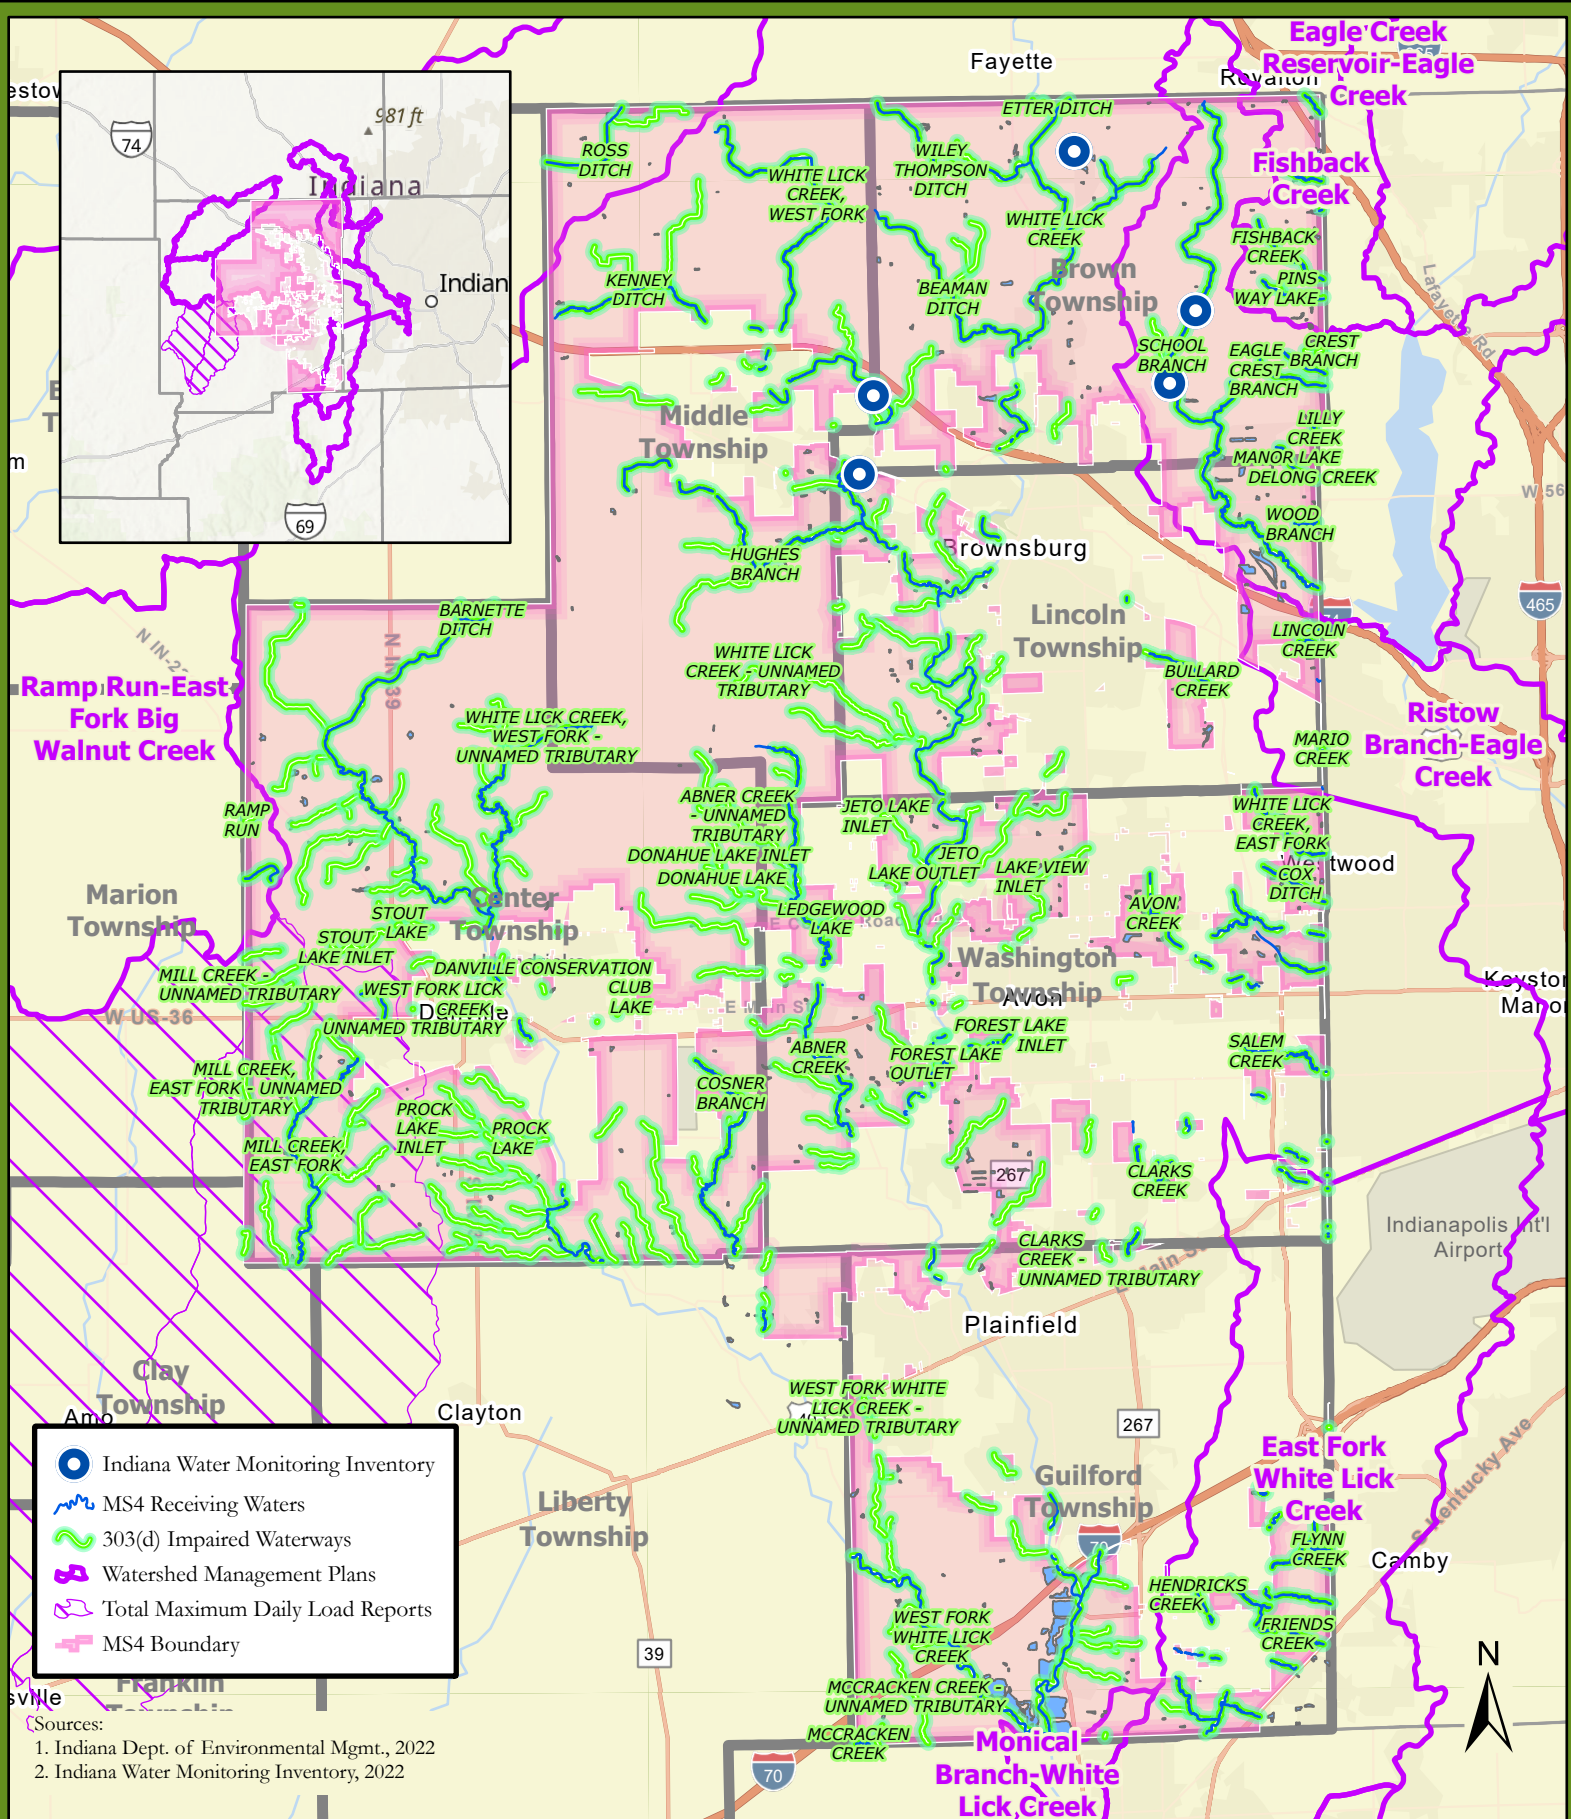 Eagle Creek
Reservoir-Eagle
Creek
Fayette
Royalton
981 ft
74
Indiana
Indian
69
ETTER DITCH
ROSS
DITCH
WHITE LICK
CREEK,
WEST FORK
WILEY
THOMPSON
DITCH
WHITE LICK
CREEK
Fishback
Creek
FISHBACK
CREEK
PINS
WAY LAKE
KENNEY
DITCH
BEAMAN
DITCH
Brown
Township
Lafayette Rd
SCHOOL
BRANCH
EAGLE
CREST
BRANCH
CREST
BRANCH
Middle
Township
LILLY
CREEK
MANOR LAKE
DELONG CREEK
W 56
WOOD
BRANCH
HUGHES
BRANCH
Brownsburg
465
BARNETTE
DITCH
Lincoln
Township
LINCOLN
CREEK
WHITE LICK
CREEK - UNNAMED
TRIBUTARY
BULLARD
CREEK
Ramp Run-East
Fork Big
Walnut Creek
WHITE LICK CREEK,
WEST FORK -
UNNAMED TRIBUTARY
Ristow
Branch-Eagle
Creek
MARIO
CREEK
RAMP
RUN
ABNER CREEK
- UNNAMED
TRIBUTARY
DONAHUE LAKE INLET
DONAHUE LAKE
JETO LAKE
INLET
JETO
LAKE OUTLET
LAKE VIEW
INLET
WHITE LICK
CREEK,
EAST FORK
COX
DITCH
Marion
Township
Center
Township
STOUT
LAKE
STOUT
LAKE INLET
LEDGEWOOD
LAKE
AVON
CREEK
Washington
Township
Avon
MILL CREEK -
UNNAMED TRIBUTARY
DANVILLE CONSERVATION
CLUB
LAKE
WEST FORK LICK
CREEK -
UNNAMED TRIBUTARY
W US-36
FOREST LAKE
INLET
FOREST LAKE
OUTLET
ABNER
CREEK
SALEM
CREEK
MILL CREEK,
EAST FORK - UNNAMED
TRIBUTARY
COSNER
BRANCH
PROCK
LAKE
INLET
PROCK
LAKE
MILL CREEK,
EAST FORK
267
CLARKS
CREEK
Indianapolis Int'l
Airport
CLARKS
CREEK -
UNNAMED TRIBUTARY
Plainfield
Clay
Township
Amo
Clayton
WEST FORK WHITE
LICK CREEK -
UNNAMED TRIBUTARY
267
East Fork
White Lick
Creek
S Kentucky Ave
Guilford
Township
Liberty
Township
70
FLYNN
CREEK
Camby
HENDRICKS
CREEK
FRIENDS
CREEK
WEST FORK
WHITE LICK
CREEK
39
MCCRACKEN CREEK -
UNNAMED TRIBUTARY
MCCRACKEN
CREEK
Monical
Branch-White
Lick Creek
70
N
Indiana Water Monitoring Inventory
MS4 Receiving Waters
303(d) Impaired Waterways
Watershed Management Plans
Total Maximum Daily Load Reports
MS4 Boundary
Franklin
sville
Sources:
1. Indiana Dept. of Environmental Mgmt., 2022
2. Indiana Water Monitoring Inventory, 2022